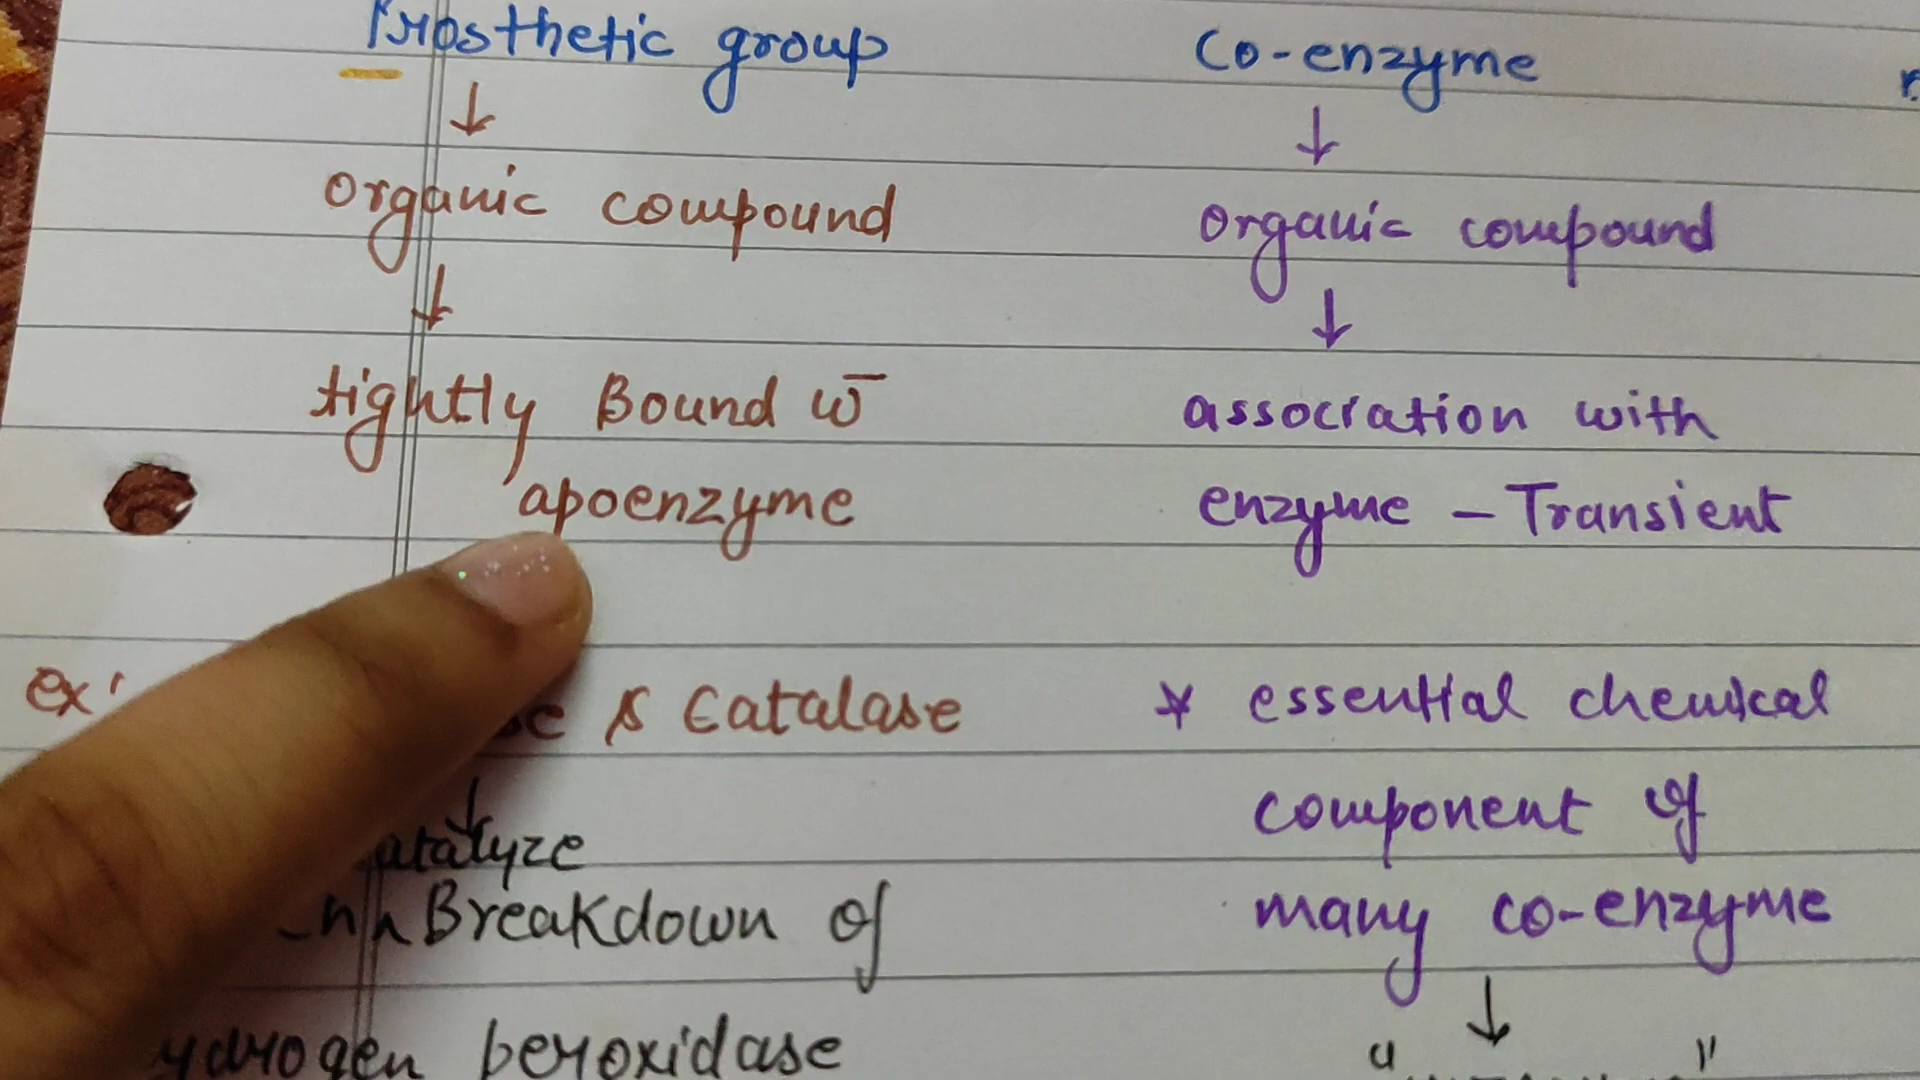 Prosthetic group
↓
organic compound
↓
tightly Bound w̄
apoenzyme
ex'
& Catalase
↓
Breakdown of
peroxidase
Co-enzyme
↓
organic compound
↓
association with
enzyme - Transient
* essential chemical
component of
many co-enzyme
↓